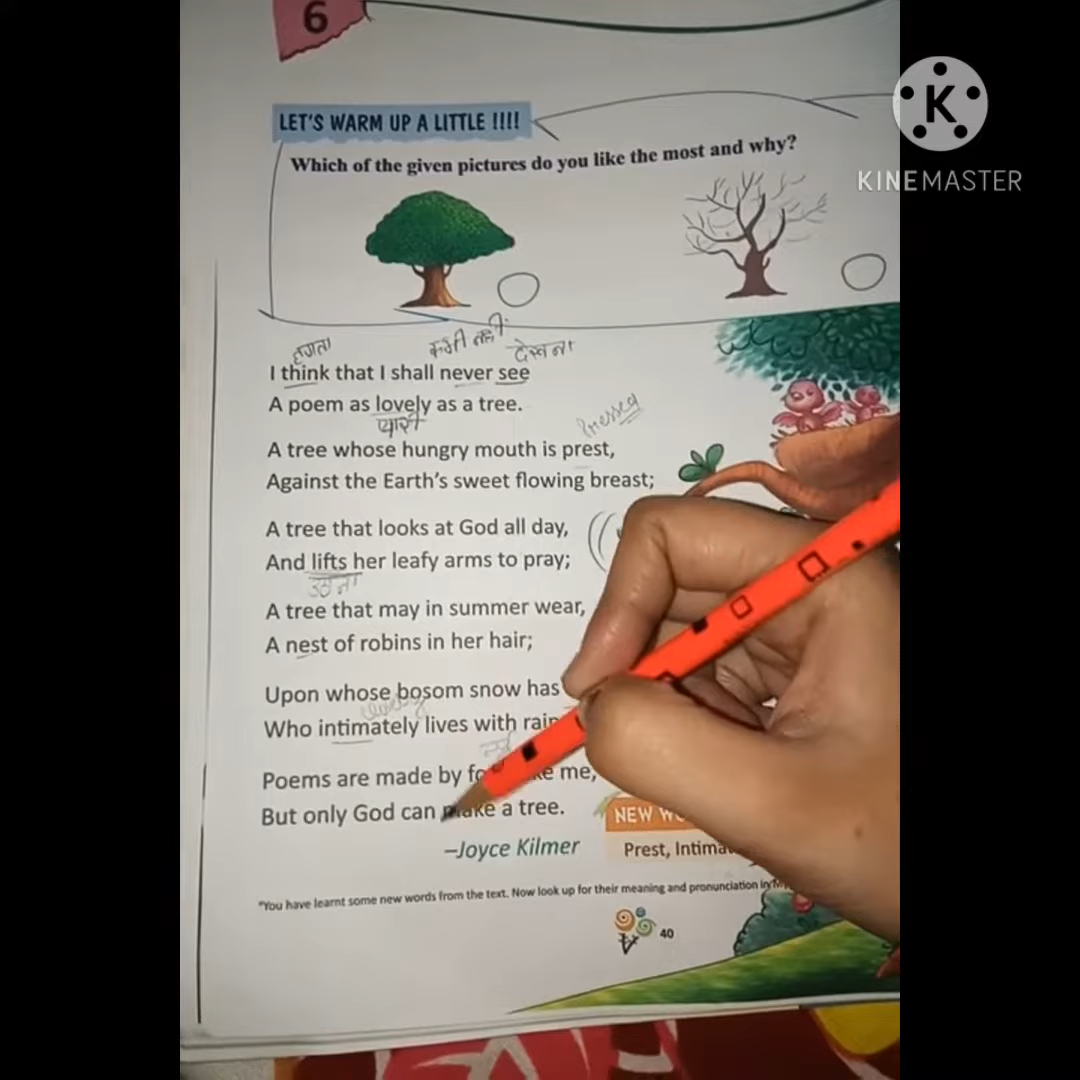 6
LET'S WARM UP A LITTLE !!!!
Which of the given pictures do you like the most and why?
K
KINEMASTER
लगता कभी नहीं देखना
I think that I shall never see
A poem as lovely as a tree.
प्यारी
A tree whose hungry mouth is prest,
Against the Earth's sweet flowing breast;
A tree that looks at God all day,
And lifts her leafy arms to pray;
उठाना
A tree that may in summer wear,
A nest of robins in her hair;
Upon whose bosom snow has
Who intimately lives with rain
Poems are made by me,
But only God can make a tree.
–Joyce Kilmer
NEW
Prest,
"You have learnt some new words from the text. Now look up for their meaning and pronunciation in
40